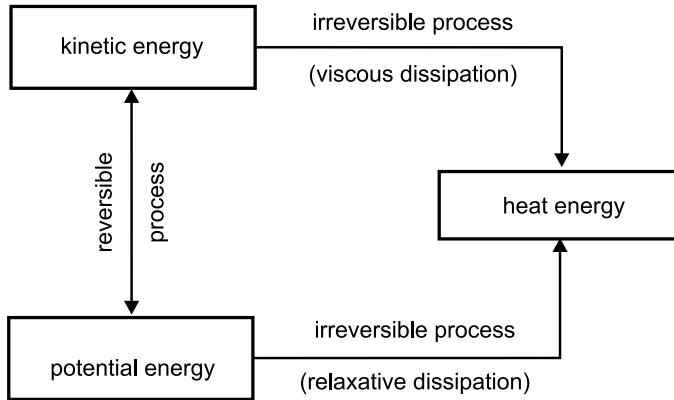 irreversible process
kinetic energy
(viscous dissipation)
reversible
process
heat energy
irreversible process
potential energy
(relaxative dissipation)